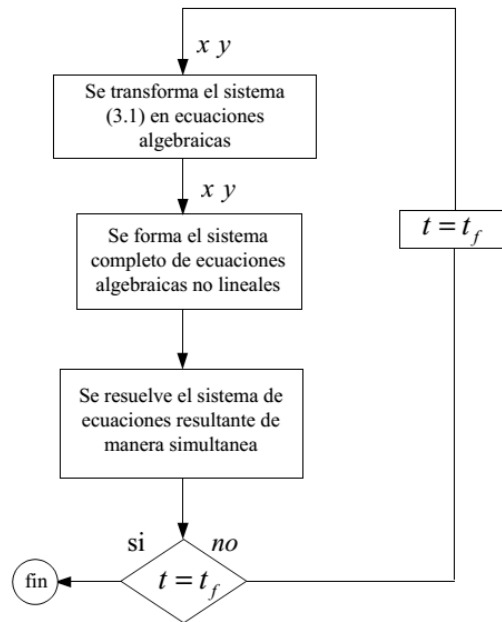 x y
Se transforma el sistema
(3.1) en ecuaciones
algebraicas
x y
Se forma el sistema
completo de ecuaciones
algebraicas no lineales
t = t_f
Se resuelve el sistema de
ecuaciones resultante de
manera simultanea
si no
fin
t = t_f